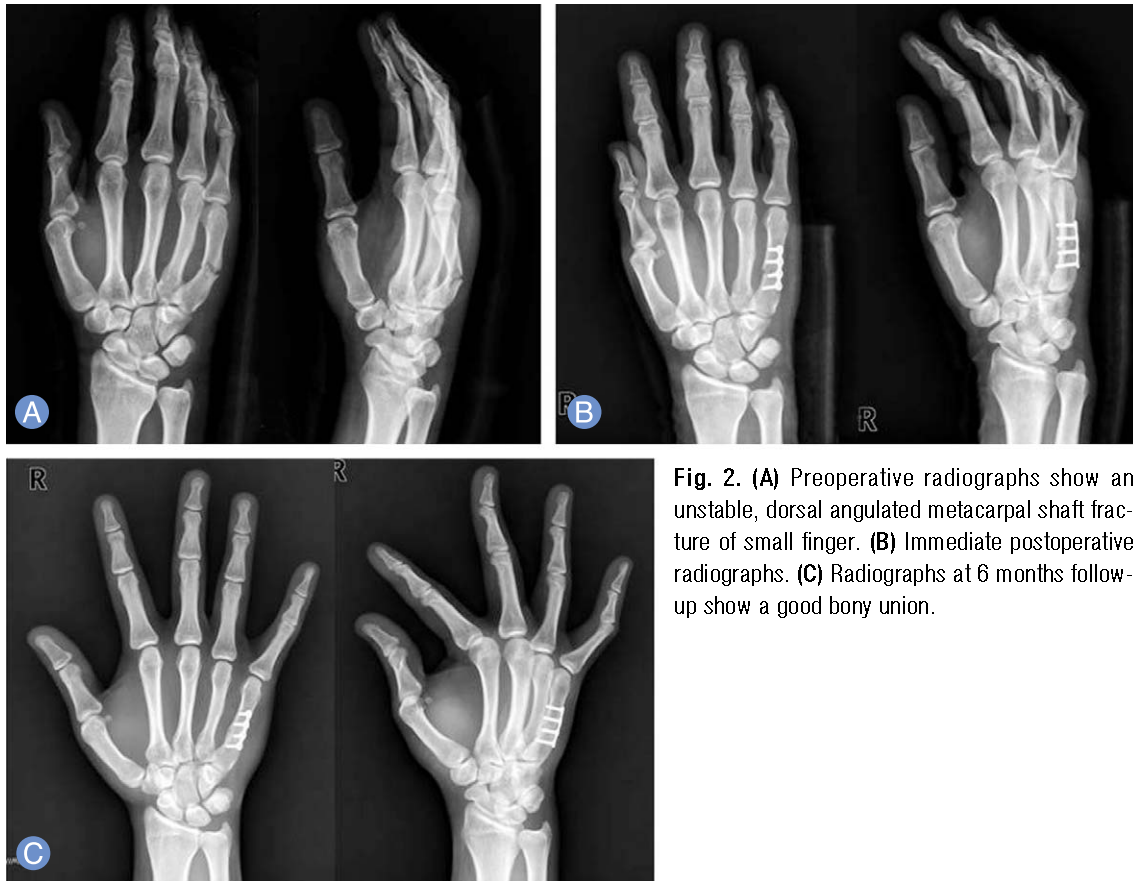 A
R
B
R
R
R
C
Fig. 2. (A) Preoperative radiographs show an
unstable, dorsal angulated metacarpal shaft frac-
ture of small finger. (B) Immediate postoperative
radiographs. (C) Radiographs at 6 months follow-
up show a good bony union.